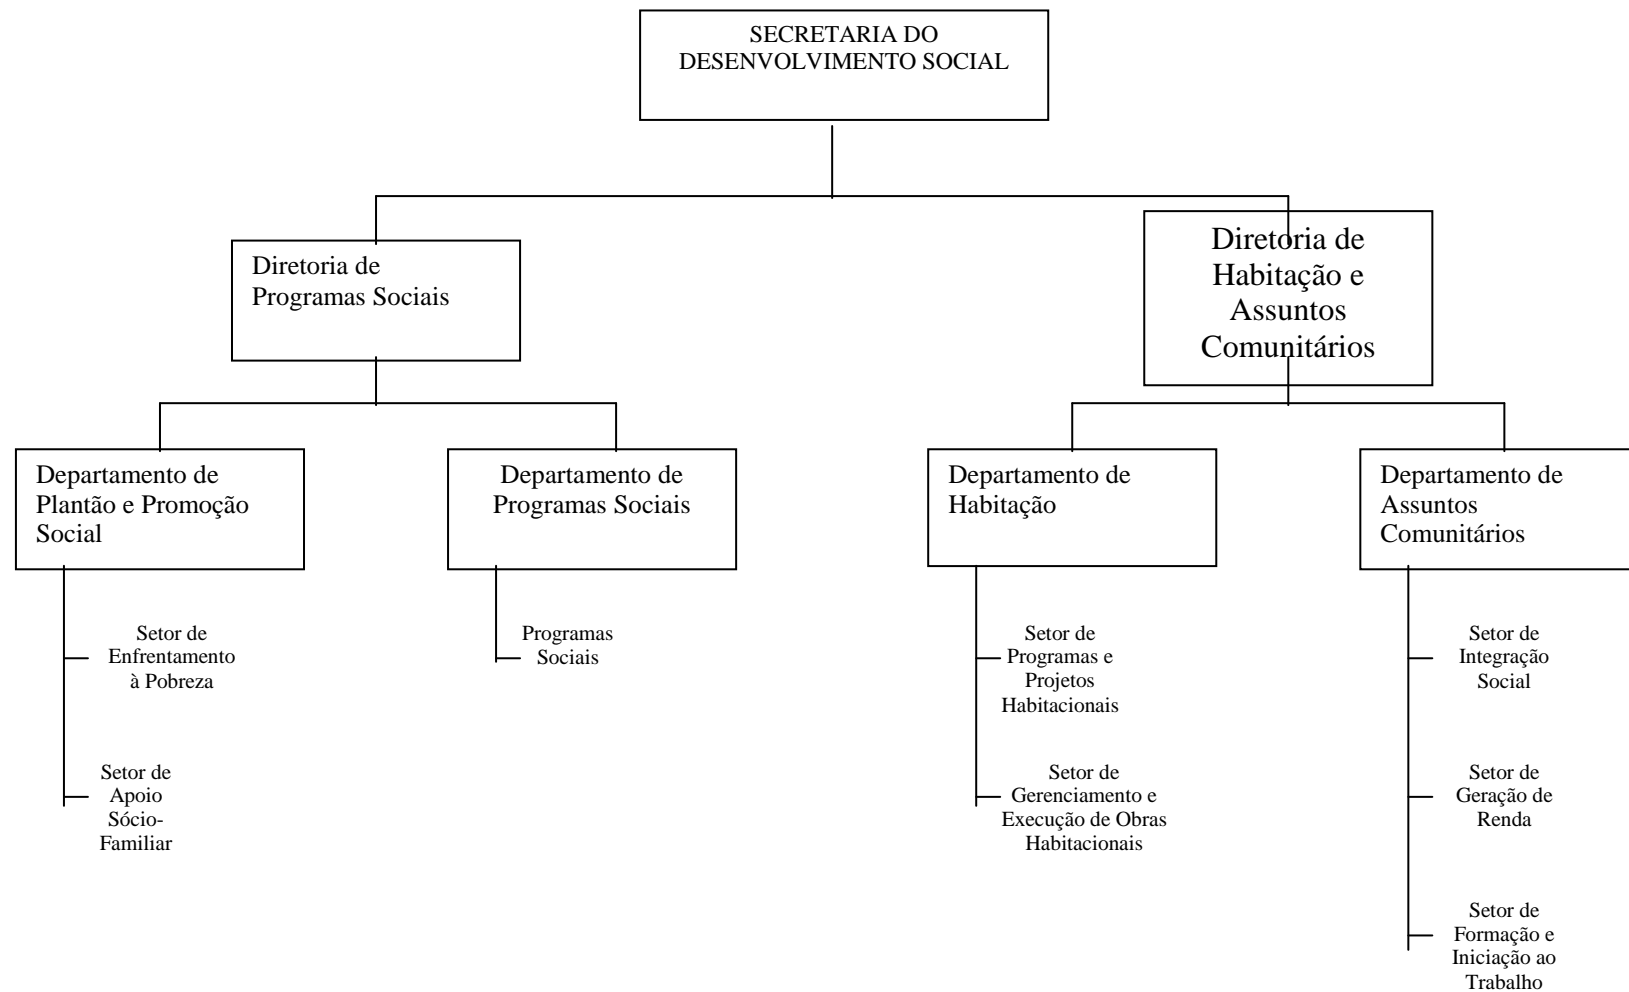 SECRETARIA DO
DESENVOLVIMENTO SOCIAL
Diretoria de
Programas Sociais
Diretoria de
Habitação e
Assuntos
Comunitários
Departamento de
Plantão e Promoção
Social
Departamento de
Programas Sociais
Departamento de
Habitação
Departamento de
Assuntos
Comunitários
Setor de
Enfrentamento
à Pobreza
Setor de
Apoio
Sócio-
Familiar
Programas
Sociais
Setor de
Programas e
Projetos
Habitacionais
Setor de
Gerenciamento e
Execução de Obras
Habitacionais
Setor de
Integração
Social
Setor de
Geração de
Renda
Setor de
Formação e
Iniciação ao
Trabalho